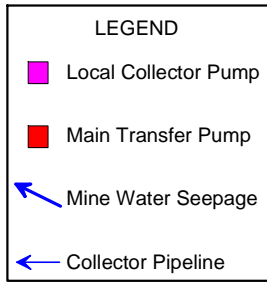 LEGEND
Local Collector Pump
Main Transfer Pump
Mine Water Seepage
Collector Pipeline